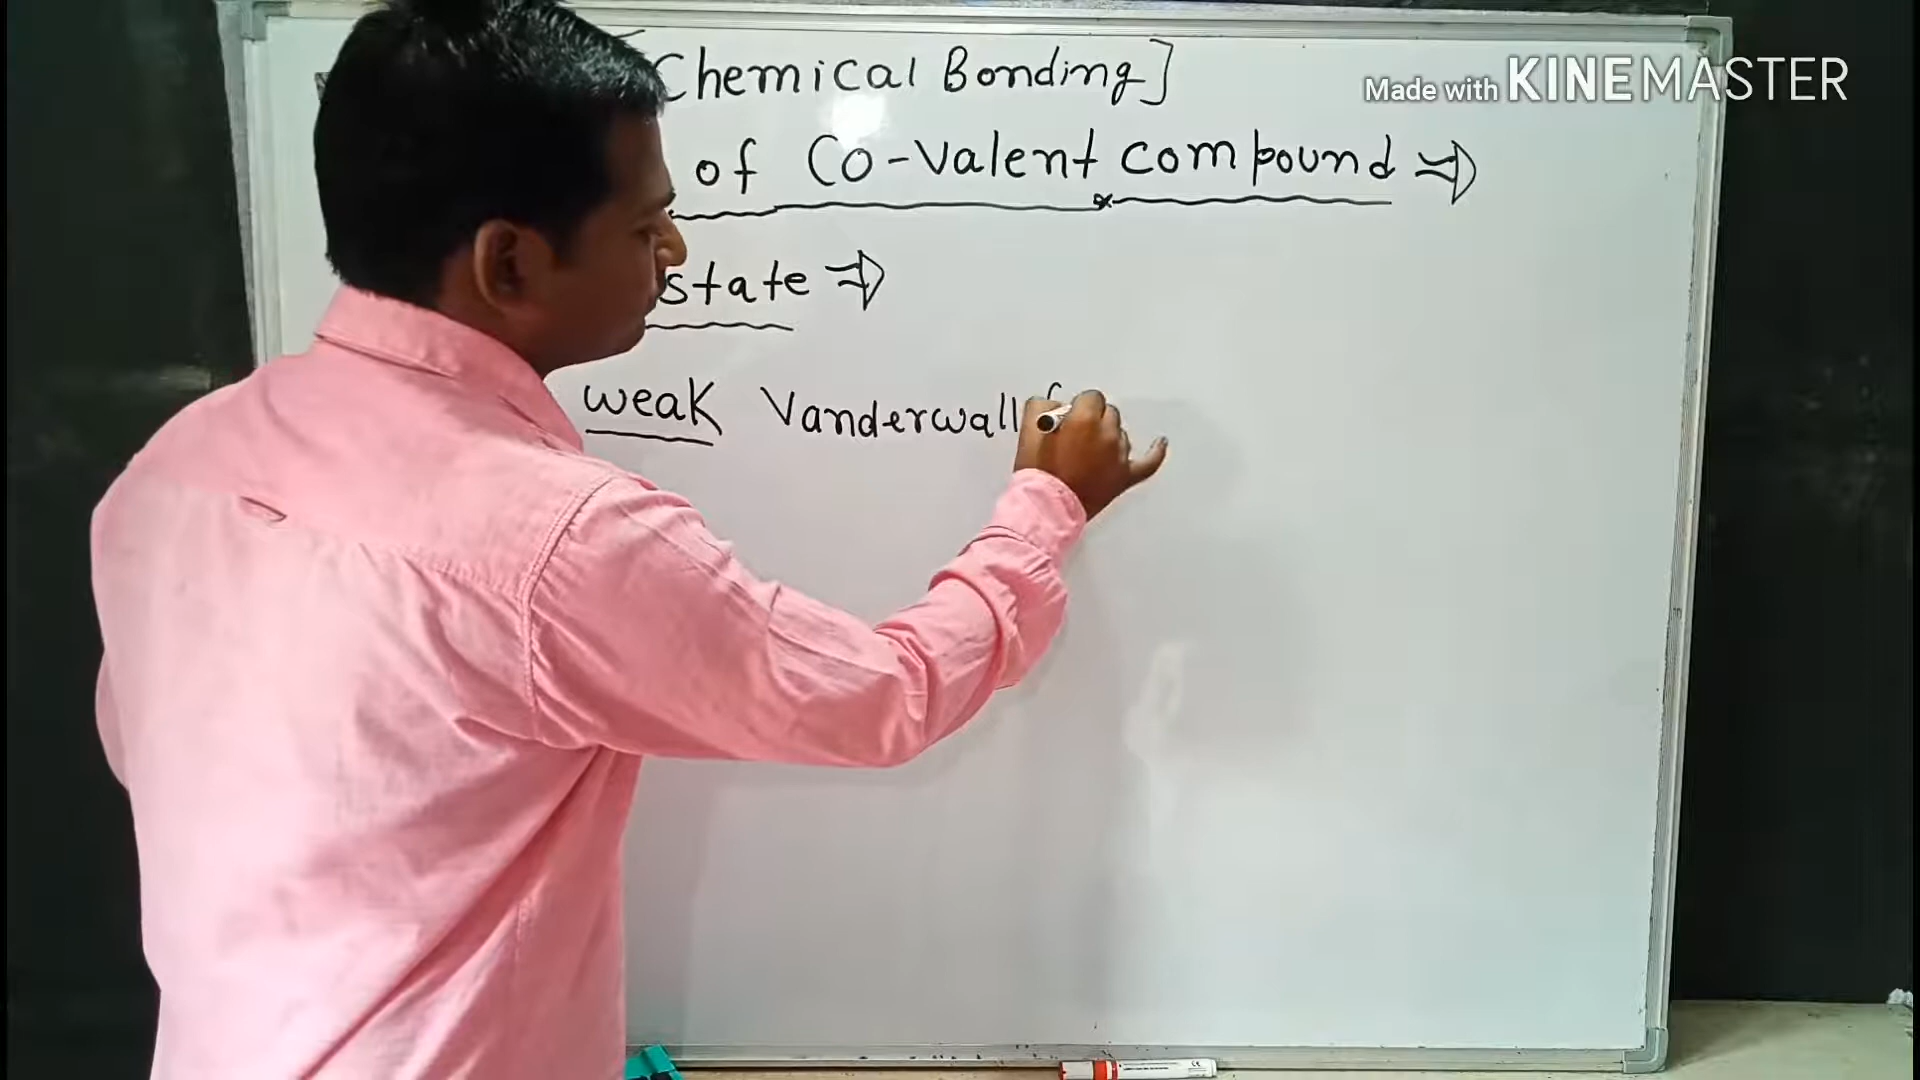 [Chemical Bonding]
Made with KINEMASTER
of Co-Valent compound ⇒
state ⇒
weak Vanderwall f